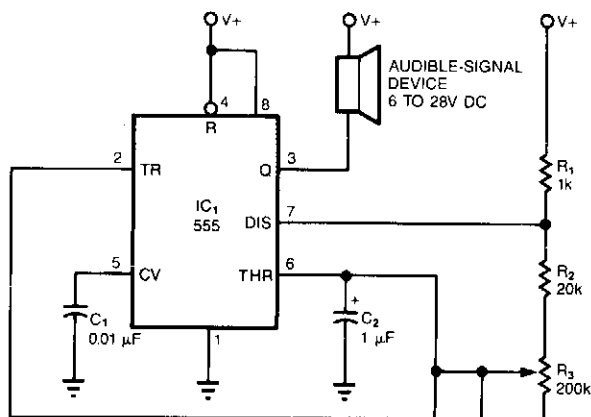 V+
V+
V+
AUDIBLE-SIGNAL
DEVICE
6 TO 28V DC
4
8
R
2
TR
Q
3
R1
1k
IC1
555
DIS
7
5
CV
THR
6
R2
20k
C1
0.01 µF
1
+
C2
1 µF
R3
200k